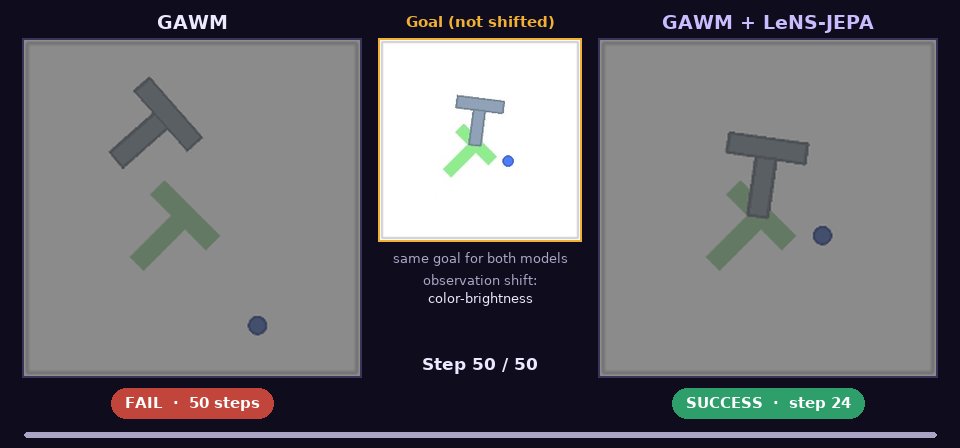 GAWM
Goal (not shifted)
GAWM + LeNS-JEPA
same goal for both models
observation shift:
color-brightness
Step 50 / 50
FAIL · 50 steps
SUCCESS · step 24